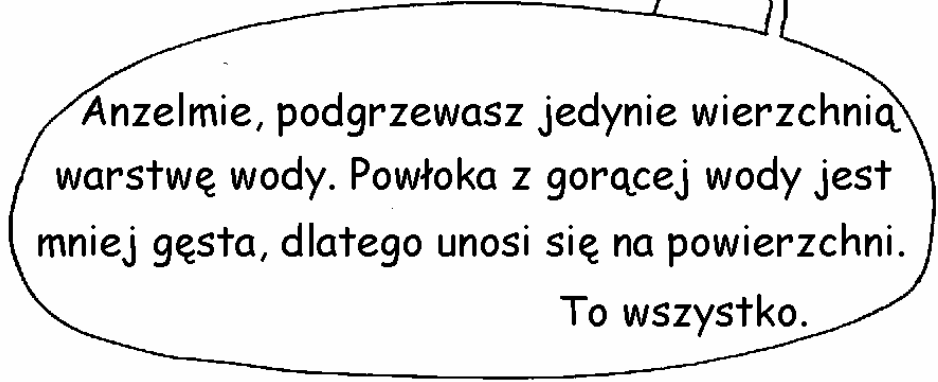 Anzelmie, podgrzewasz jedynie wierzchnią
warstwę wody. Powłoka z gorącej wody jest
mniej gęsta, dlatego unosi się na powierzchni.
To wszystko.